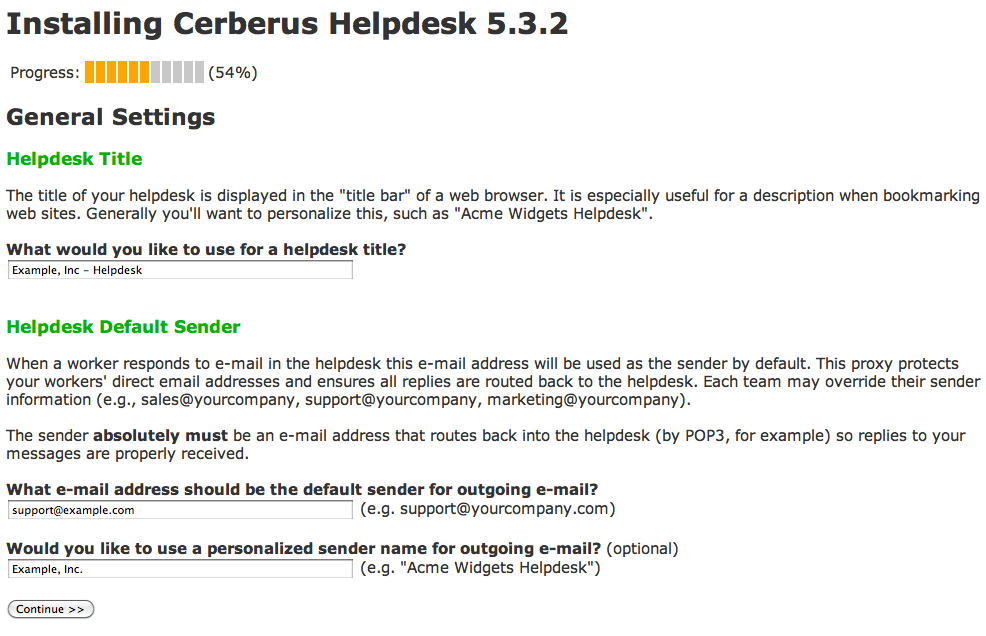 Installing Cerberus Helpdesk 5.3.2
Progress: (54%)
General Settings
Helpdesk Title
The title of your helpdesk is displayed in the "title bar" of a web browser. It is especially useful for a description when bookmarking
web sites. Generally you'll want to personalize this, such as "Acme Widgets Helpdesk".
What would you like to use for a helpdesk title?
Example, Inc - Helpdesk
Helpdesk Default Sender
When a worker responds to e-mail in the helpdesk this e-mail address will be used as the sender by default. This proxy protects
your workers' direct email addresses and ensures all replies are routed back to the helpdesk. Each team may override their sender
information (e.g., sales@yourcompany, support@yourcompany, marketing@yourcompany).
The sender absolutely must be an e-mail address that routes back into the helpdesk (by POP3, for example) so replies to your
messages are properly received.
What e-mail address should be the default sender for outgoing e-mail?
support@example.com (e.g. support@yourcompany.com)
Would you like to use a personalized sender name for outgoing e-mail? (optional)
Example, Inc. (e.g. "Acme Widgets Helpdesk")
Continue >>